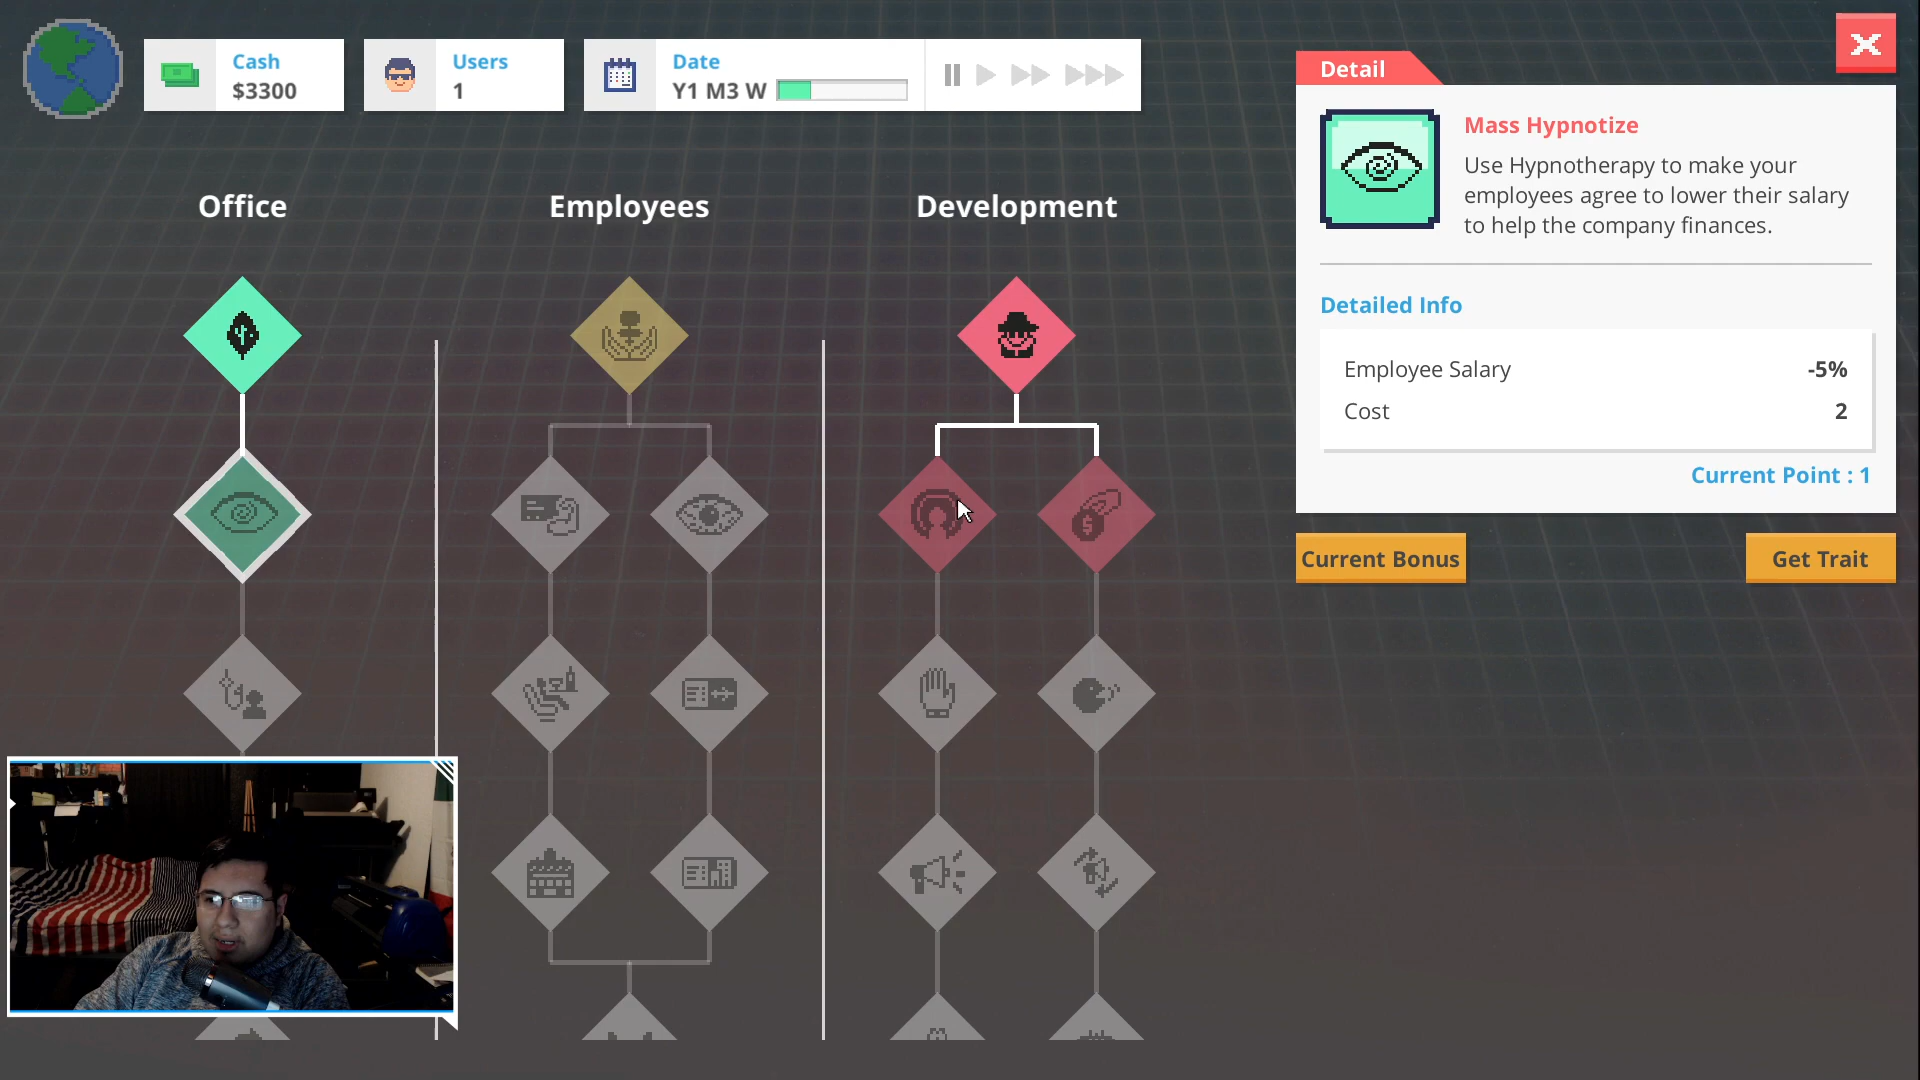 Cash
$3300
Users
1
Date
Y1 M3 W
Detail
Mass Hypnotize
Use Hypnotherapy to make your
employees agree to lower their salary
to help the company finances.
Detailed Info
Employee Salary -5%
Cost 2
Current Point : 1
Current Bonus
Get Trait
Office
Employees
Development